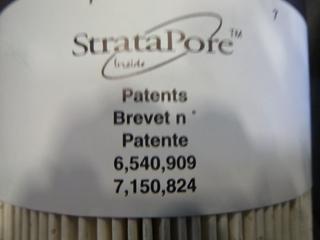 StrataPore™
Inside
Patents
Brevet n°
Patente
6,540,909
7,150,824